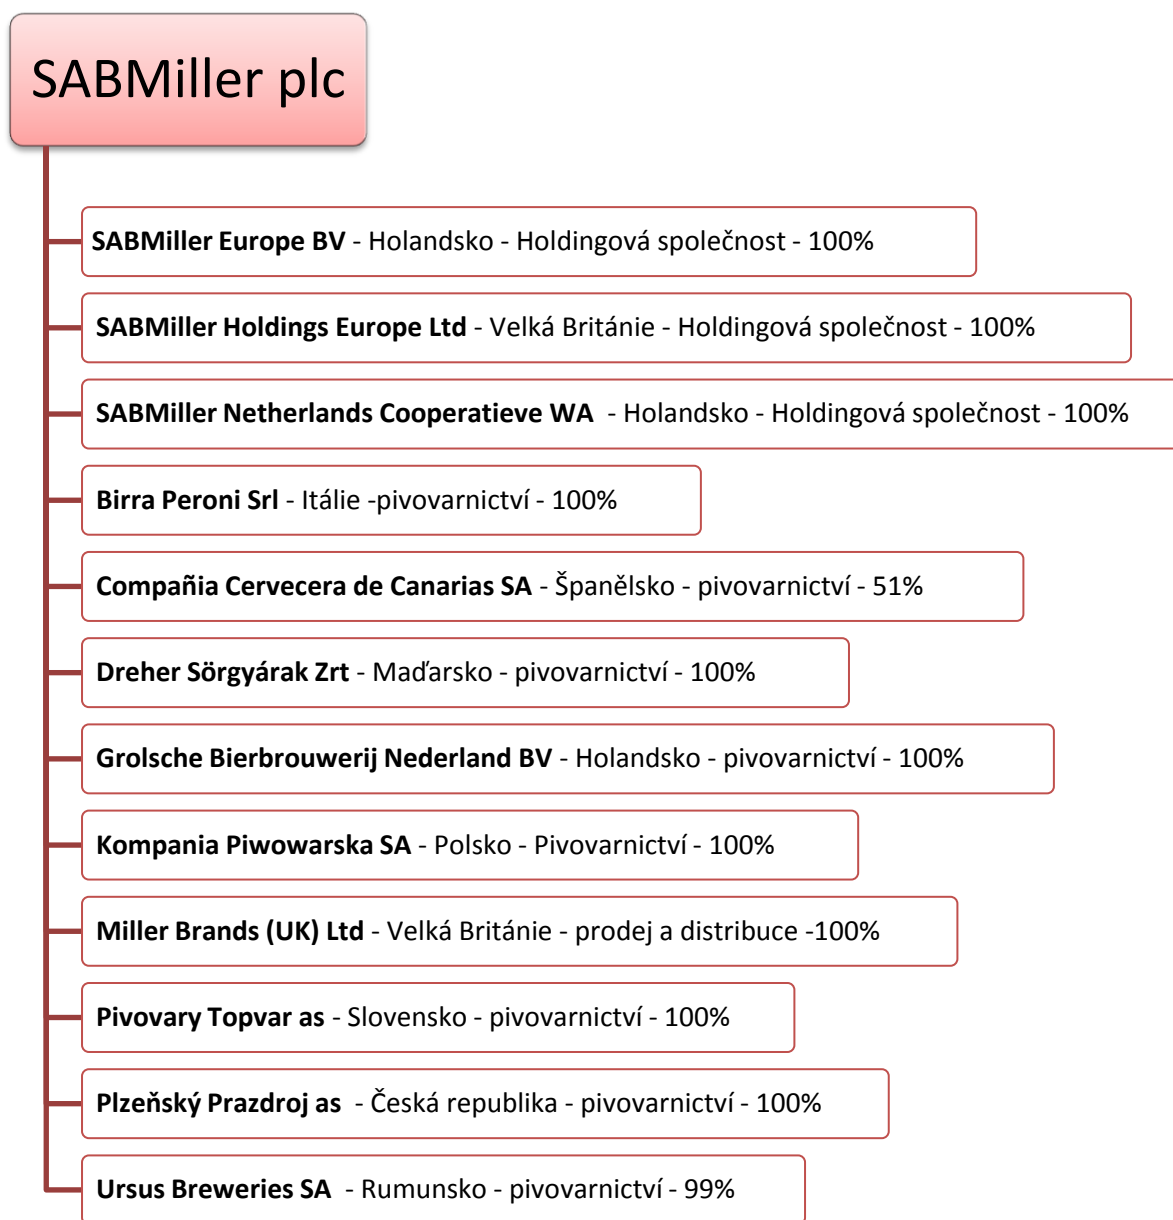 SABMiller plc
SABMiller Europe BV - Holandsko - Holdingová společnost - 100%
SABMiller Holdings Europe Ltd - Velká Británie - Holdingová společnost - 100%
SABMiller Netherlands Cooperatieve WA - Holandsko - Holdingová společnost - 100%
Birra Peroni Srl - Itálie -pivovarnictví - 100%
Compañia Cervecera de Canarias SA - Španělsko - pivovarnictví - 51%
Dreher Sörgyárak Zrt - Maďarsko - pivovarnictví - 100%
Grolsche Bierbrouwerij Nederland BV - Holandsko - pivovarnictví - 100%
Kompania Piwowarska SA - Polsko - Pivovarnictví - 100%
Miller Brands (UK) Ltd - Velká Británie - prodej a distribuce -100%
Pivovary Topvar as - Slovensko - pivovarnictví - 100%
Plzeňský Prazdroj as - Česká republika - pivovarnictví - 100%
Ursus Breweries SA - Rumunsko - pivovarnictví - 99%